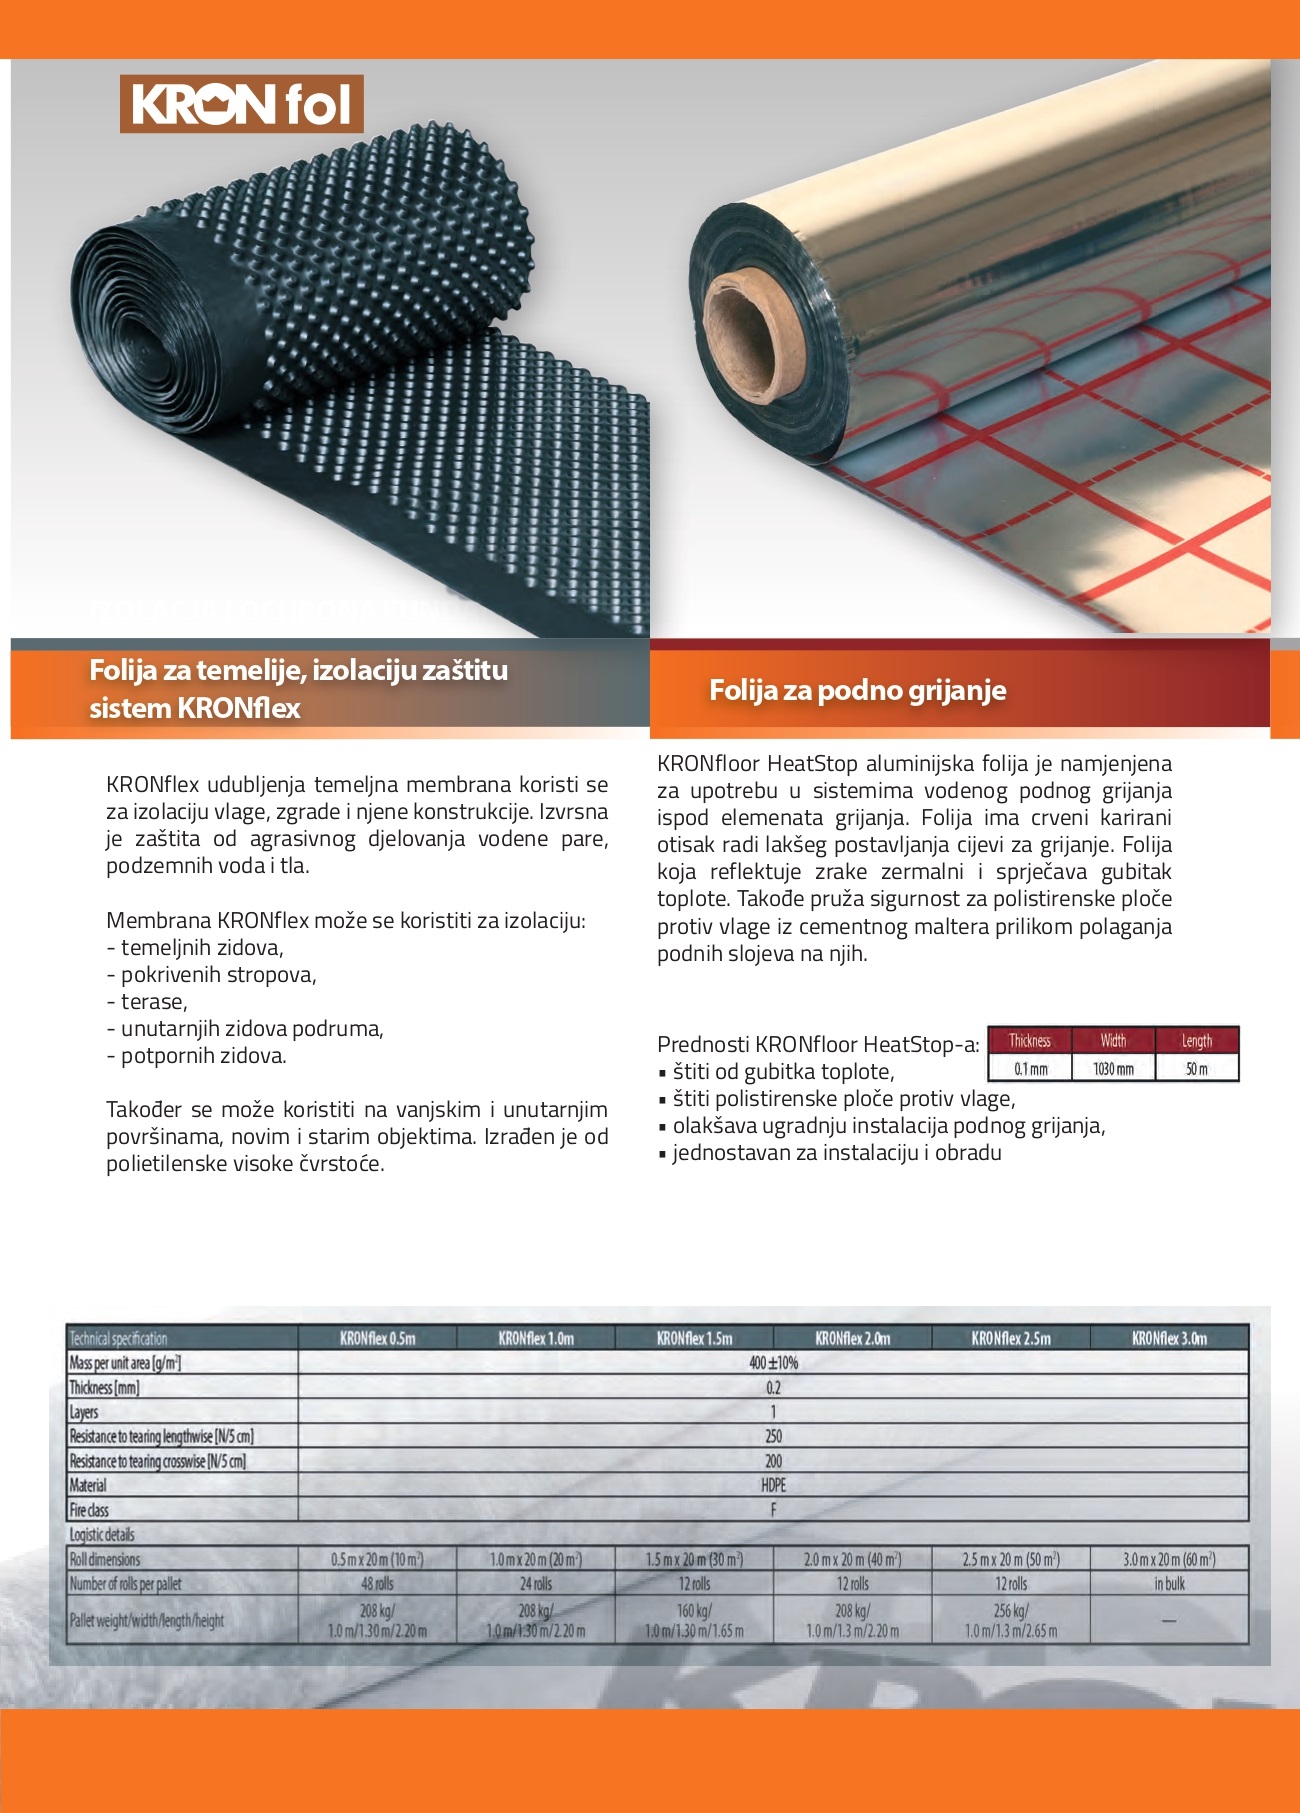 KRON fol
Folija za temelije, izolaciju zaštitu
sistem KRONflex
KRONflex udubljenja temeljna membrana koristi se
za izolaciju vlage, zgrade i njene konstrukcije. Izvrsna
je zaštita od agrasivnog djelovanja vodene pare,
podzemnih voda i tla.
Membrana KRONflex može se koristiti za izolaciju:
- temeljnih zidova,
- pokrivenih stropova,
- terase,
- unutarnjih zidova podruma,
- potpornih zidova.
Također se može koristiti na vanjskim i unutarnjim
površinama, novim i starim objektima. Izrađen je od
polietilenske visoke čvrstoće.
Folija za podno grijanje
KRONfloor HeatStop aluminijska folija je namjenjena
za upotrebu u sistemima vodenog podnog grijanja
ispod elemenata grijanja. Folija ima crveni karirani
otisak radi lakšeg postavljanja cijevi za grijanje. Folija
koja reflektuje zrake zermalni i sprječava gubitak
toplote. Takođe pruža sigurnost za polistirenske ploče
protiv vlage iz cementnog maltera prilikom polaganja
podnih slojeva na njih.
Prednosti KRONfloor HeatStop-a:
▪ štiti od gubitka toplote,
▪ štiti polistirenske ploče protiv vlage,
▪ olakšava ugradnju instalacija podnog grijanja,
▪ jednostavan za instalaciju i obradu
Thickness Width Length
0.1 mm 1030 mm 50 m
Technical specification KRONflex 0.5m KRONflex 1.0m KRONflex 1.5m KRONflex 2.0m KRONflex 2.5m KRONflex 3.0m
Mass per unit area [g/m²] 400 ±10%
Thickness [mm] 0.2
Layers 1
Resistance to tearing lengthwise [N/5 cm] 250
Resistance to tearing crosswise [N/5 cm] 200
Material HDPE
Fire class F
Logistic details
Roll dimensions 0.5 m x 20 m (10 m²) 1.0 m x 20 m (20 m²) 1.5 m x 20 m (30 m²) 2.0 m x 20 m (40 m²) 2.5 m x 20 m (50 m²) 3.0 m x 20 m (60 m²)
Number of rolls per pallet 48 rolls 24 rolls 12 rolls 12 rolls 12 rolls in bulk
Pallet weight/width/length/height 208 kg/ 208 kg/ 160 kg/ 208 kg/ 256 kg/ —
1.0 m/1.30 m/2.20 m 1.0 m/1.30 m/2.20 m 1.0 m/1.30 m/1.65 m 1.0 m/1.3 m/2.20 m 1.0 m/1.3 m/2.65 m